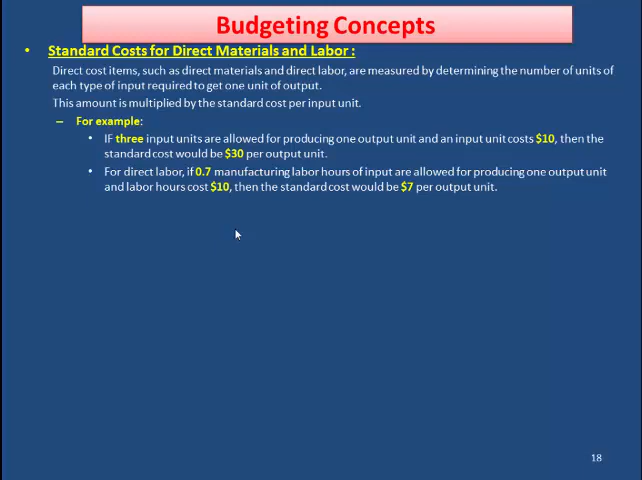 Budgeting Concepts
• Standard Costs for Direct Materials and Labor :
Direct cost items, such as direct materials and direct labor, are measured by determining the number of units of
each type of input required to get one unit of output.
This amount is multiplied by the standard cost per input unit.
– For example:
• IF three input units are allowed for producing one output unit and an input unit costs $10, then the
standard cost would be $30 per output unit.
• For direct labor, if 0.7 manufacturing labor hours of input are allowed for producing one output unit
and labor hours cost $10, then the standard cost would be $7 per output unit.
18